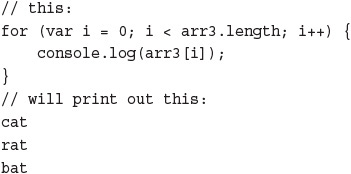 // this:
for (var i = 0; i < arr3.length; i++) {
    console.log(arr3[i]);
}
// will print out this:
cat
rat
bat